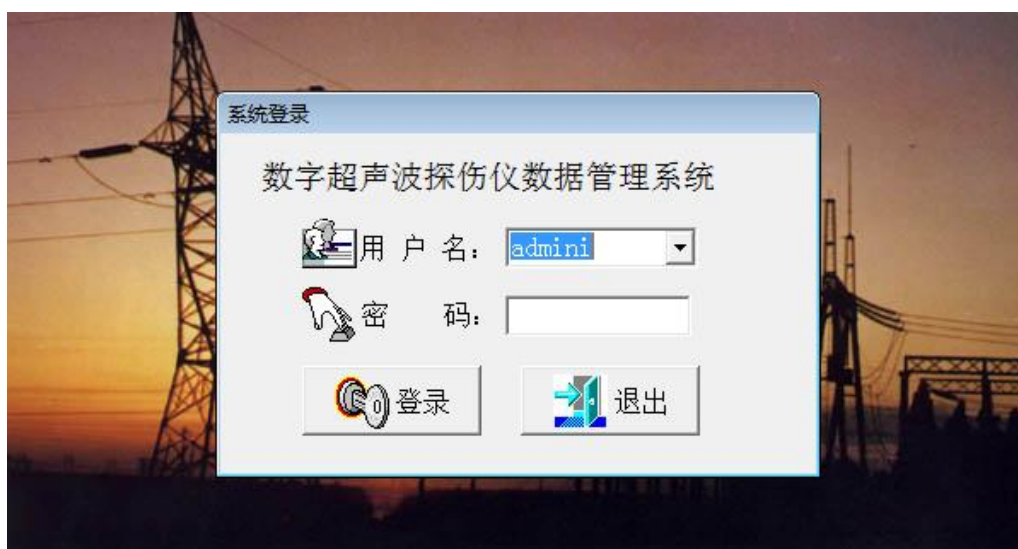 系统登录
数字超声波探伤仪数据管理系统
用 户 名： admini
密 码：
登录 退出